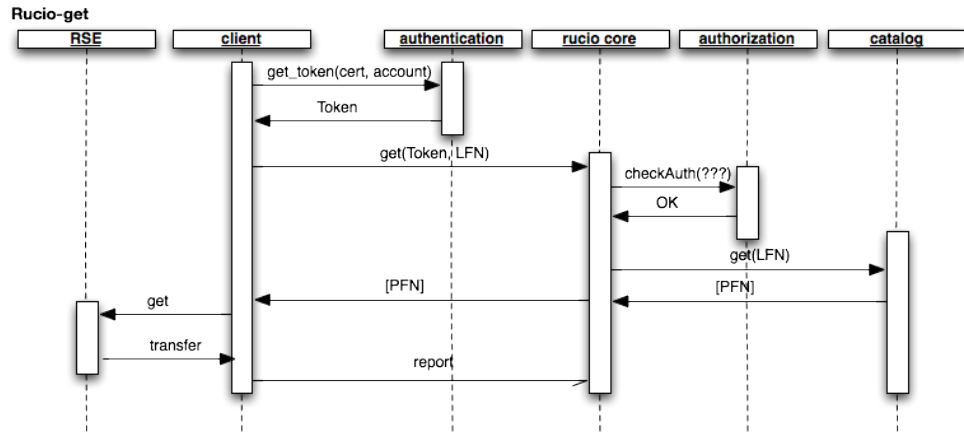 Rucio-get
RSE
client
authentication
rucio core
authorization
catalog
get_token(cert, account)
Token
get(Token, LFN)
checkAuth(???)
OK
get(LFN)
[PFN]
[PFN]
get
transfer
report